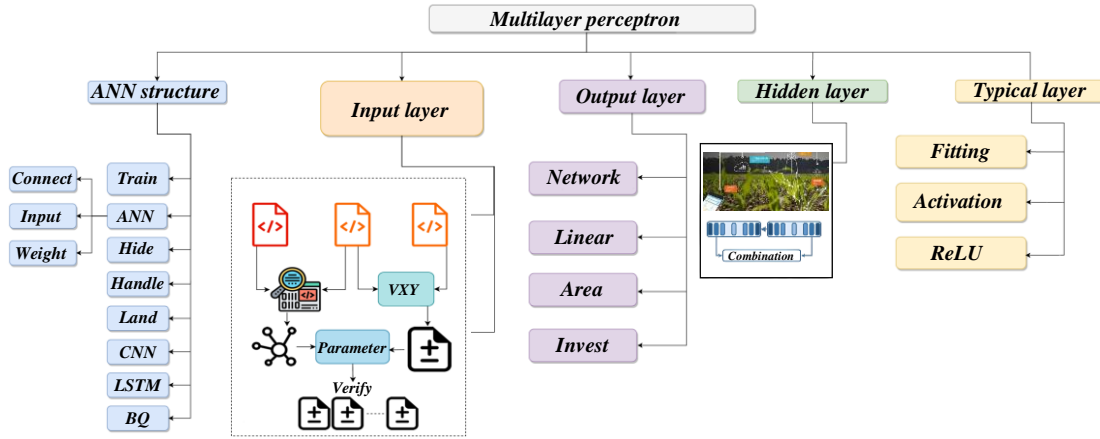 Multilayer perceptron
ANN structure
Input layer
Output layer
Hidden layer
Typical layer
Connect
Input
Weight
Train
ANN
Hide
Handle
Land
CNN
LSTM
BQ
VXY
Parameter
Verify
Network
Linear
Area
Invest
Combination
Fitting
Activation
ReLU